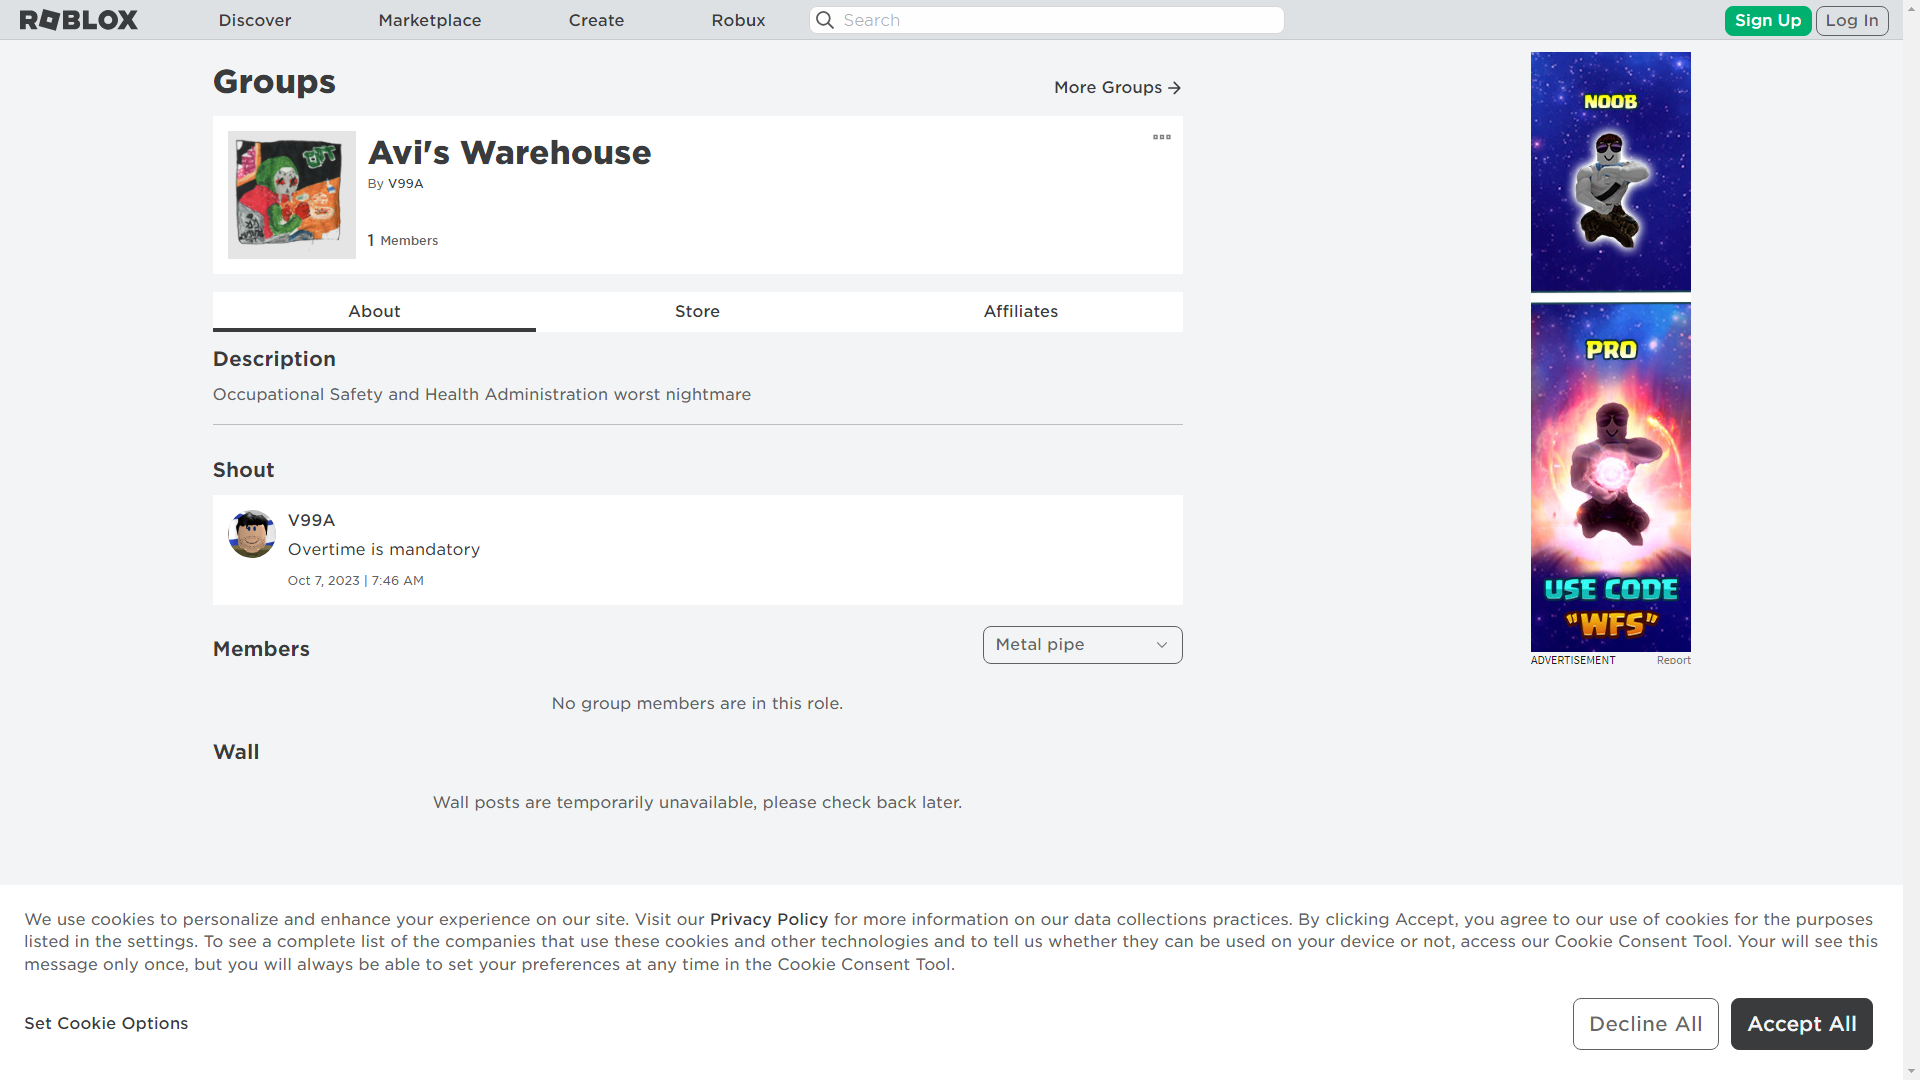 ROBLOX
Discover
Marketplace
Create
Robux
Search
Sign Up
Log In
Groups
More Groups
Avi's Warehouse
By V99A
1 Members
About
Store
Affiliates
Description
Occupational Safety and Health Administration worst nightmare
Shout
V99A
Overtime is mandatory
Oct 7, 2023 | 7:46 AM
Members
Metal pipe
No group members are in this role.
Wall
Wall posts are temporarily unavailable, please check back later.
NOOB
PRO
USE CODE
"WFS"
ADVERTISEMENT
Report
We use cookies to personalize and enhance your experience on our site. Visit our Privacy Policy for more information on our data collections practices. By clicking Accept, you agree to our use of cookies for the purposes
listed in the settings. To see a complete list of the companies that use these cookies and other technologies and to tell us whether they can be used on your device or not, access our Cookie Consent Tool. Your will see this
message only once, but you will always be able to set your preferences at any time in the Cookie Consent Tool.
Set Cookie Options
Decline All
Accept All